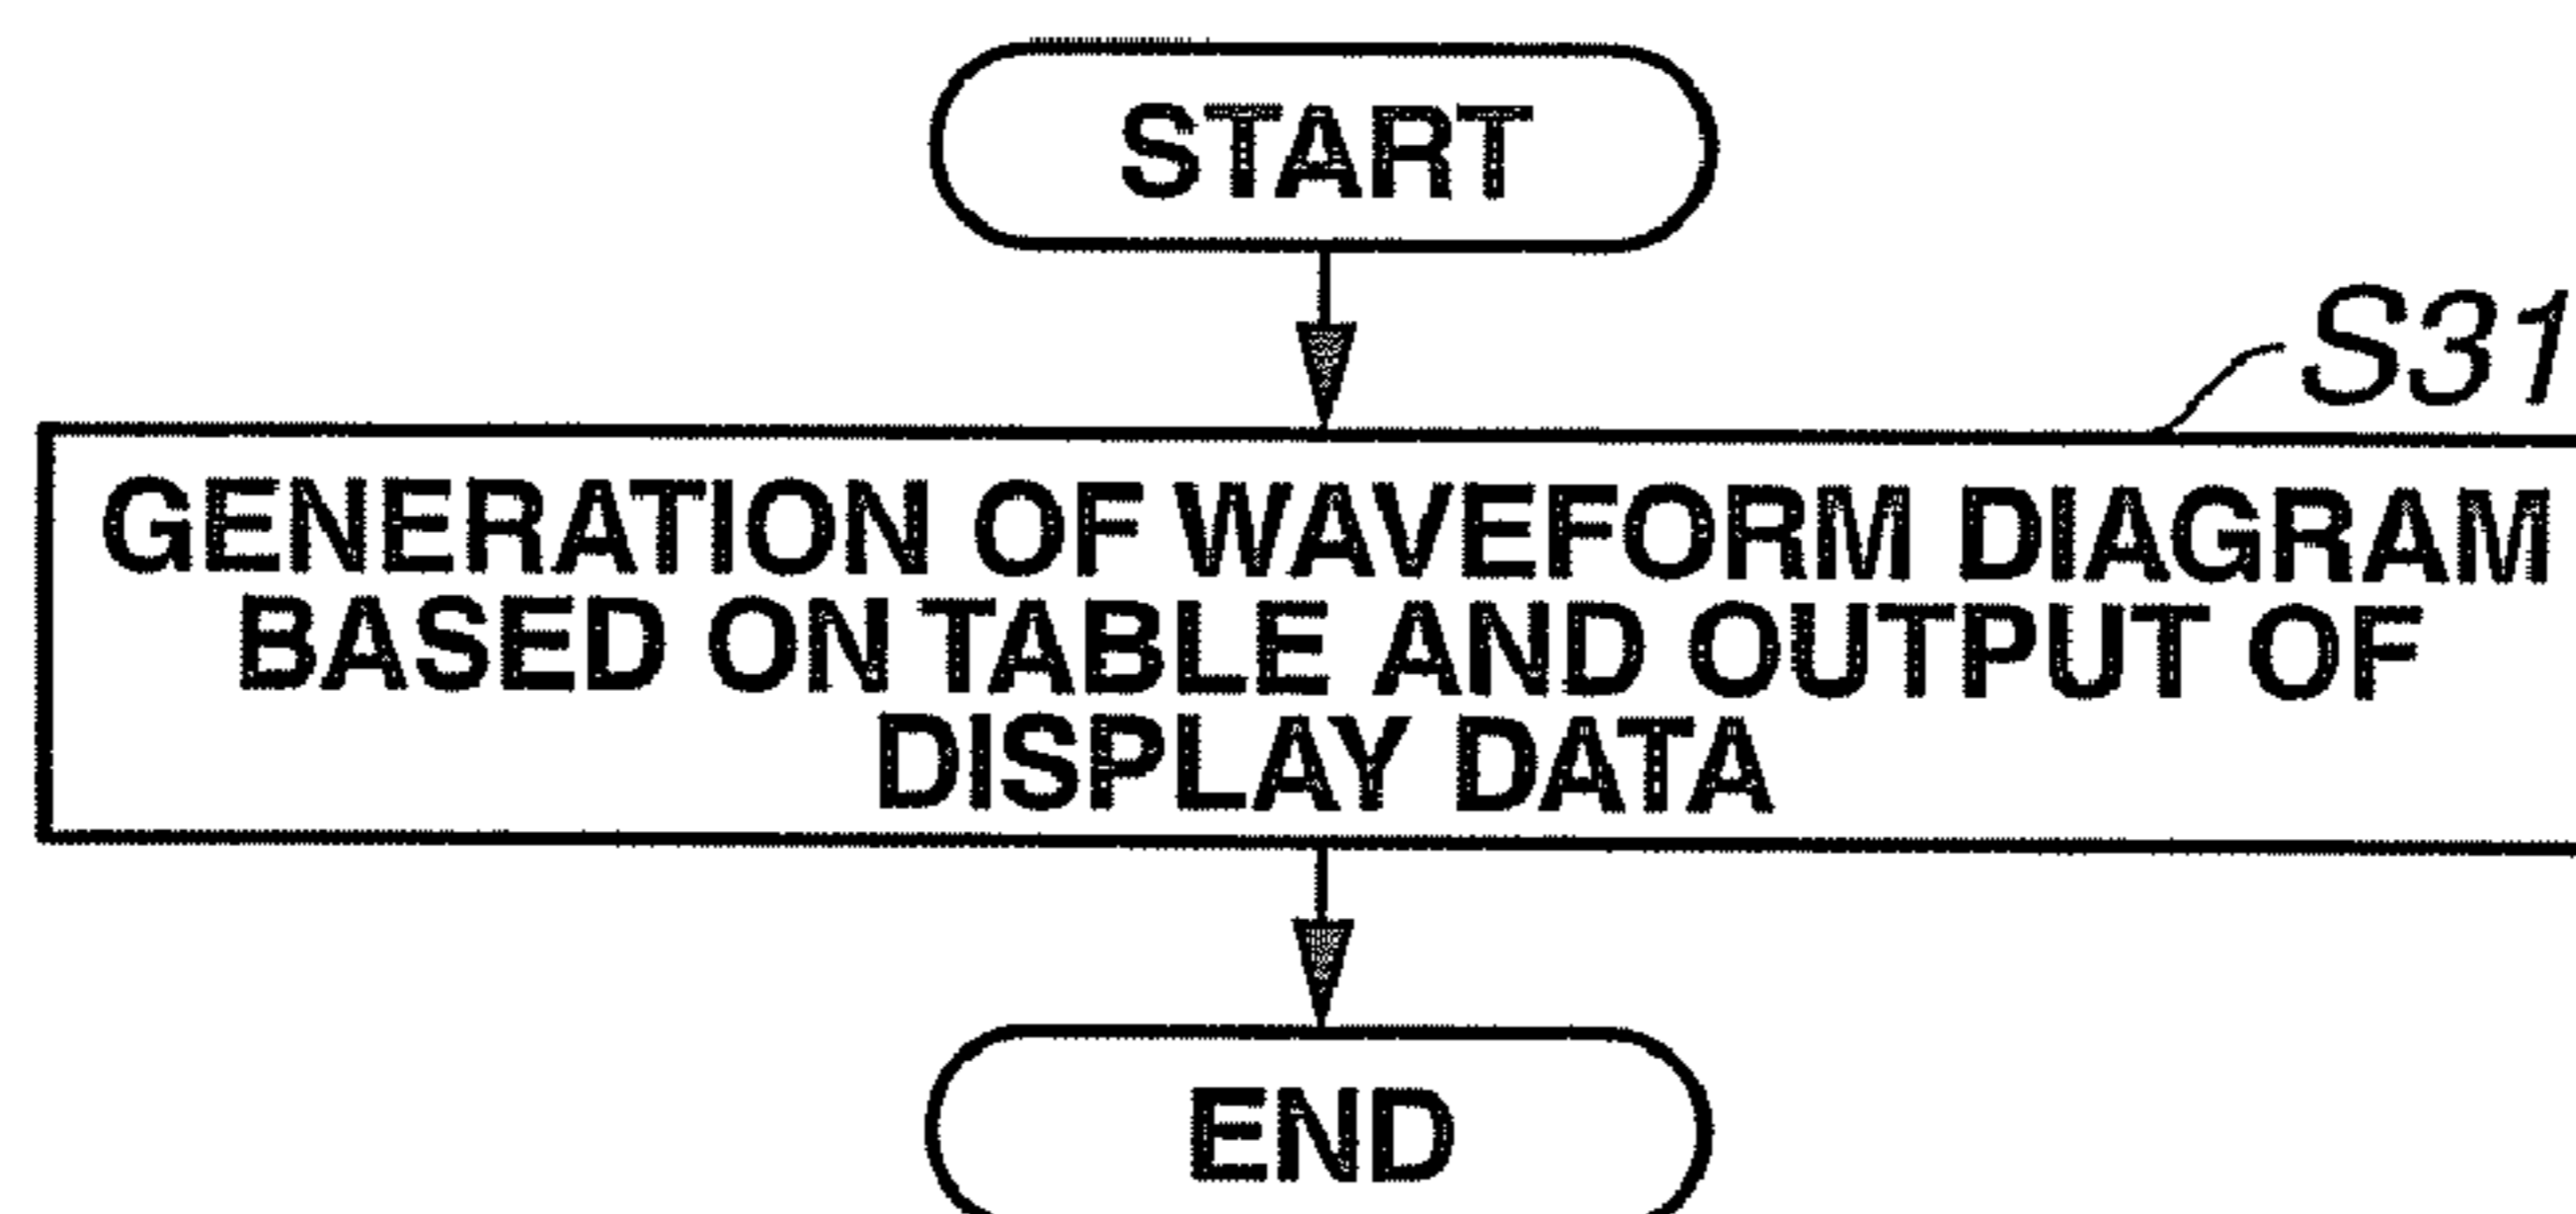 START
S31
GENERATION OF WAVEFORM DIAGRAM
BASED ON TABLE AND OUTPUT OF
DISPLAY DATA
END